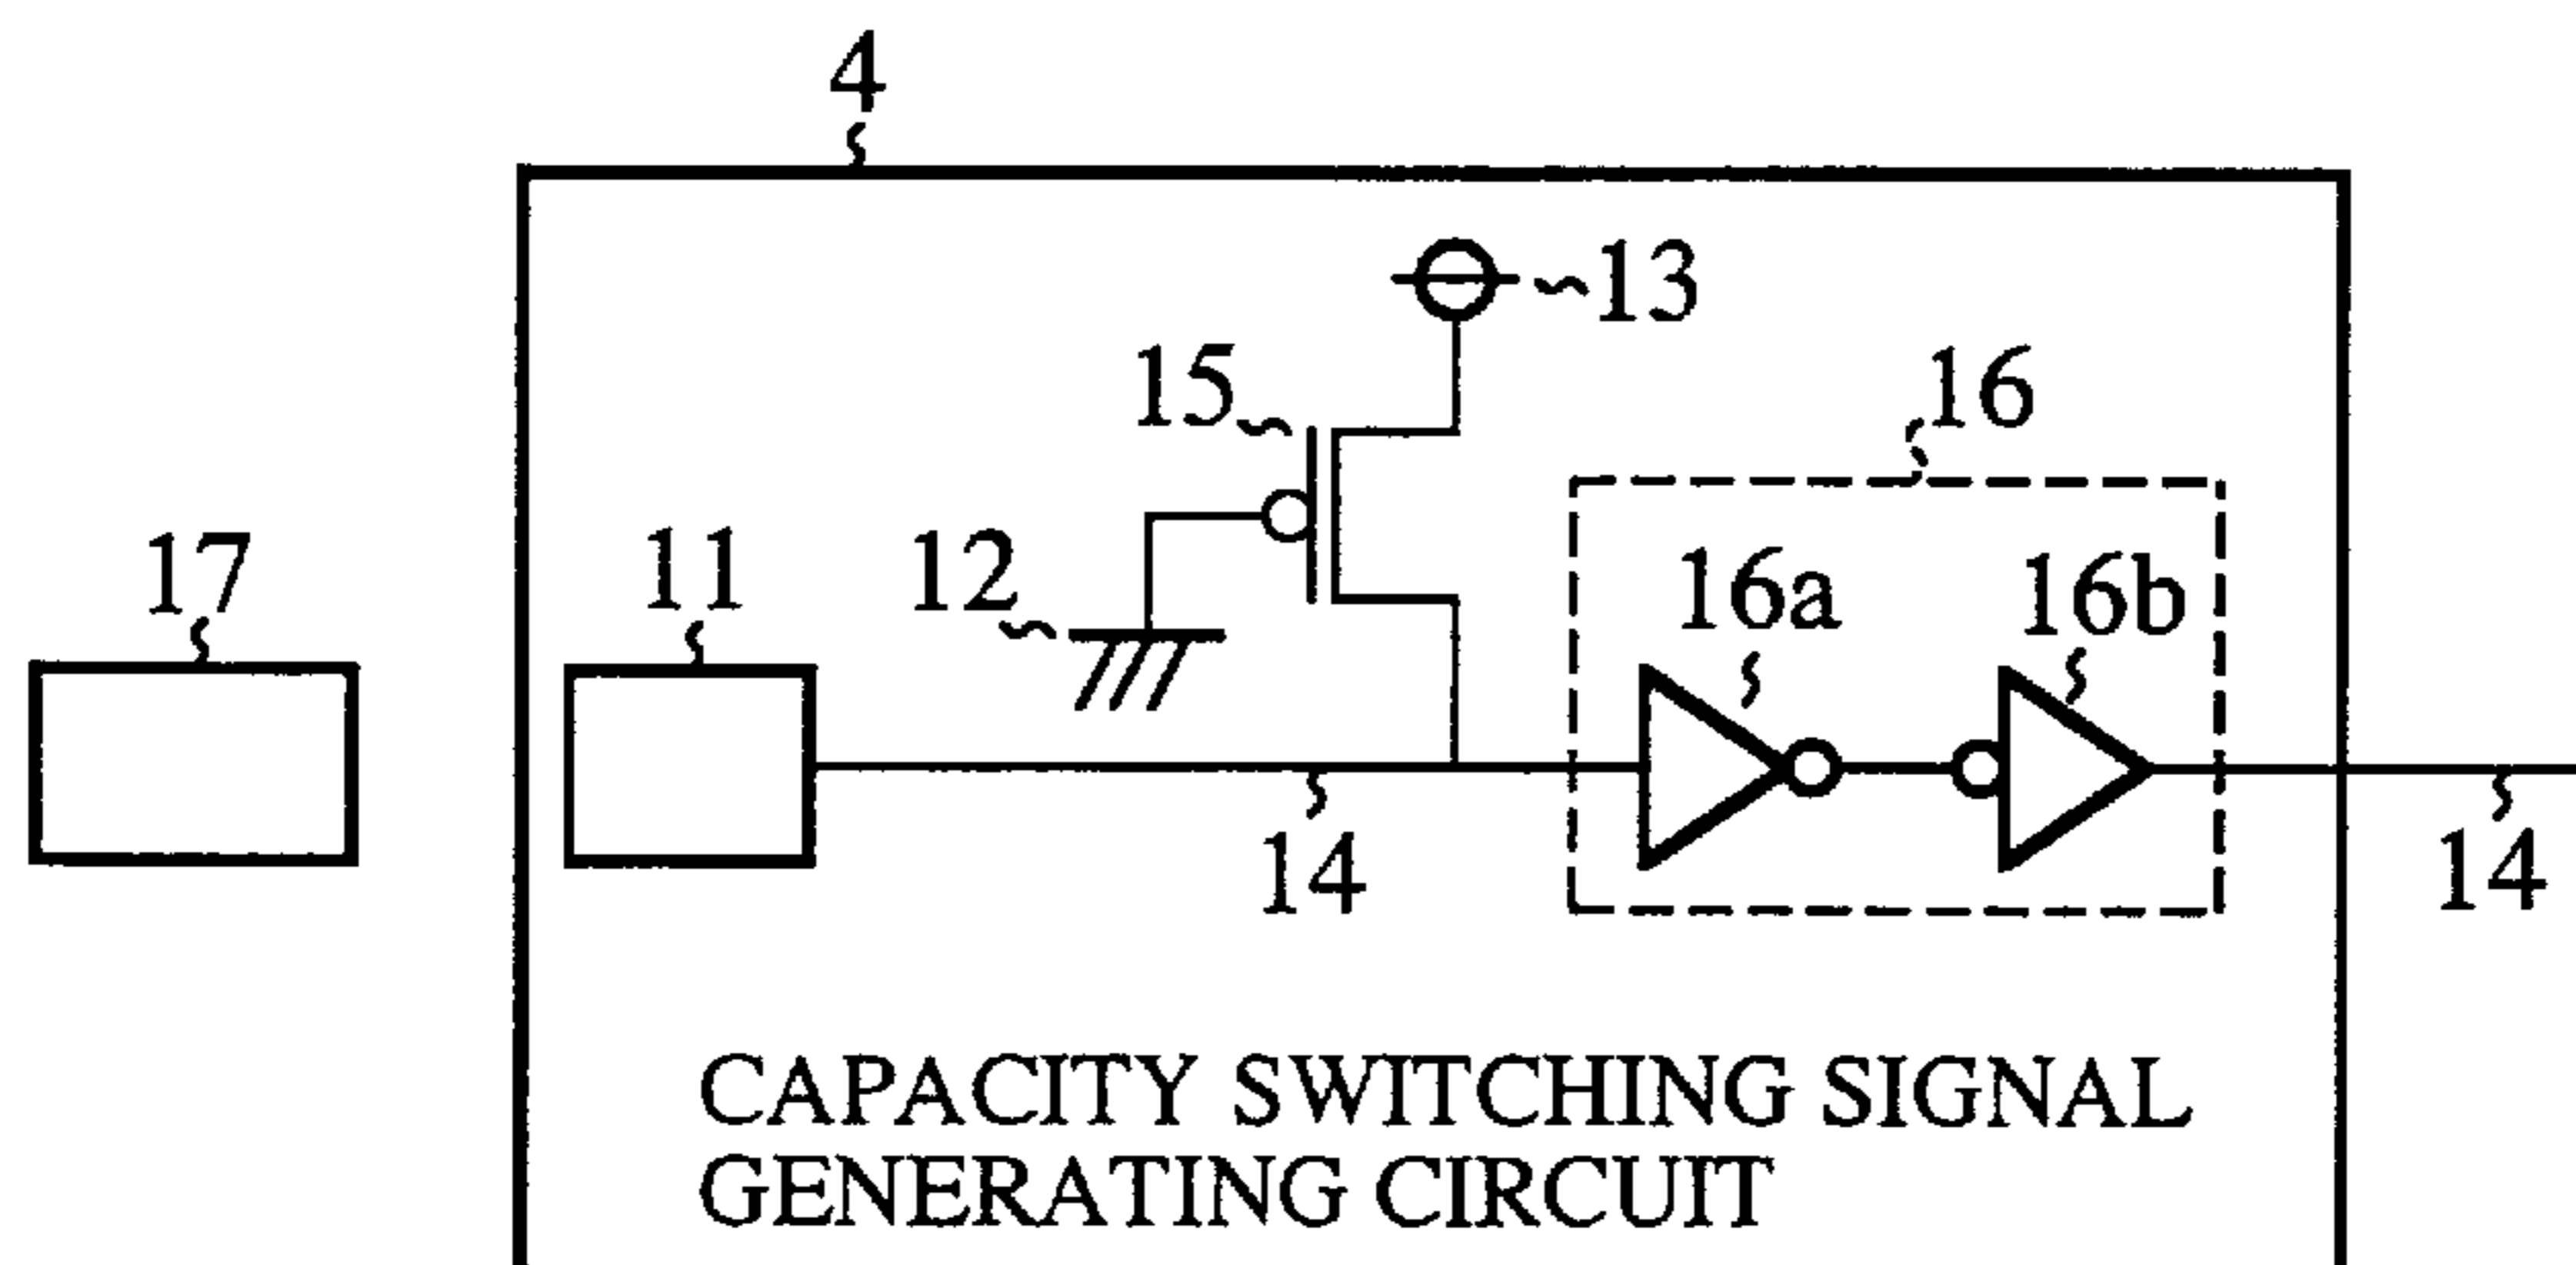 4
13
15
16
17
11
12
16a
16b
14
14
CAPACITY SWITCHING SIGNAL
GENERATING CIRCUIT